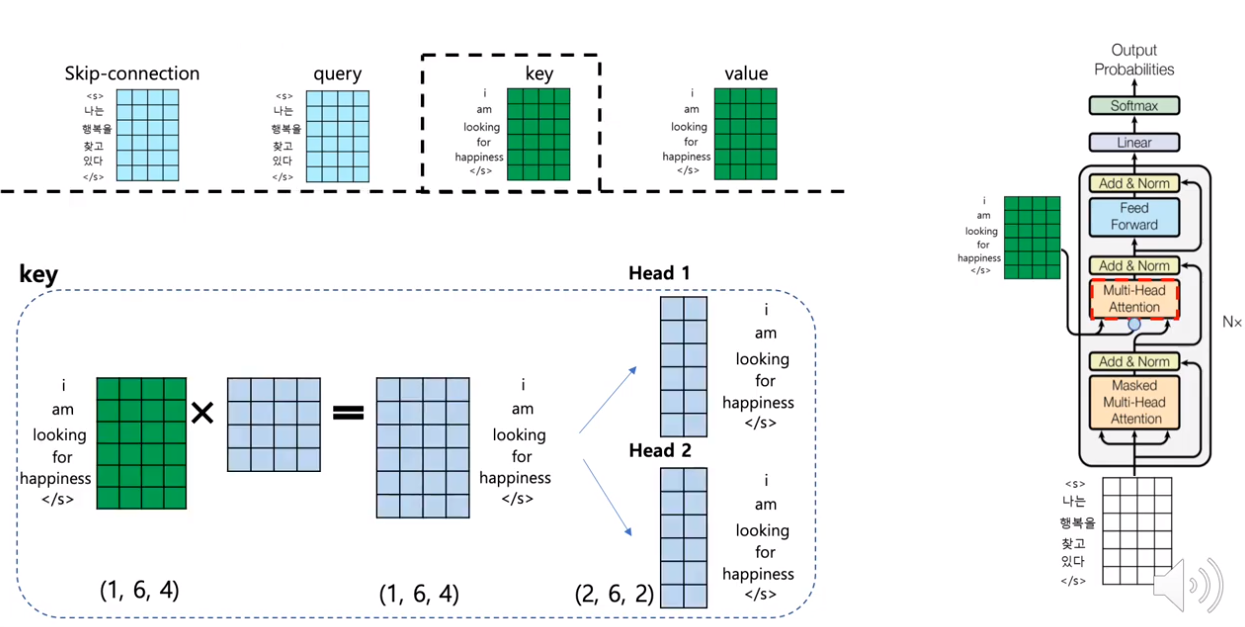 Skip-connection
<s>
나는
행복을
찾고
있다
</s>
query
<s>
나는
행복을
찾고
있다
</s>
key
i
am
looking
for
happiness
</s>
value
i
am
looking
for
happiness
</s>
key
i
am
looking
for
happiness
</s>
(1, 6, 4)
×
=
i
am
looking
for
happiness
</s>
(1, 6, 4)
Head 1
i
am
looking
for
happiness
</s>
Head 2
i
am
looking
for
happiness
</s>
(2, 6, 2)
Output
Probabilities
Softmax
Linear
Add & Norm
Feed
Forward
Add & Norm
Multi-Head
Attention
N×
Add & Norm
Masked
Multi-Head
Attention
i
am
looking
for
happiness
</s>
<s>
나는
행복을
찾고
있다
</s>